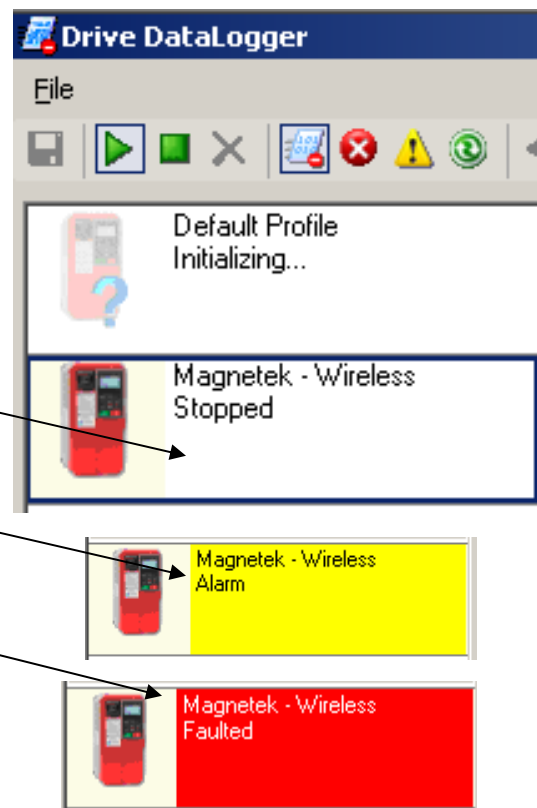 Drive DataLogger
File
Default Profile
Initializing...
Magnetek - Wireless
Stopped
Magnetek - Wireless
Alarm
Magnetek - Wireless
Faulted